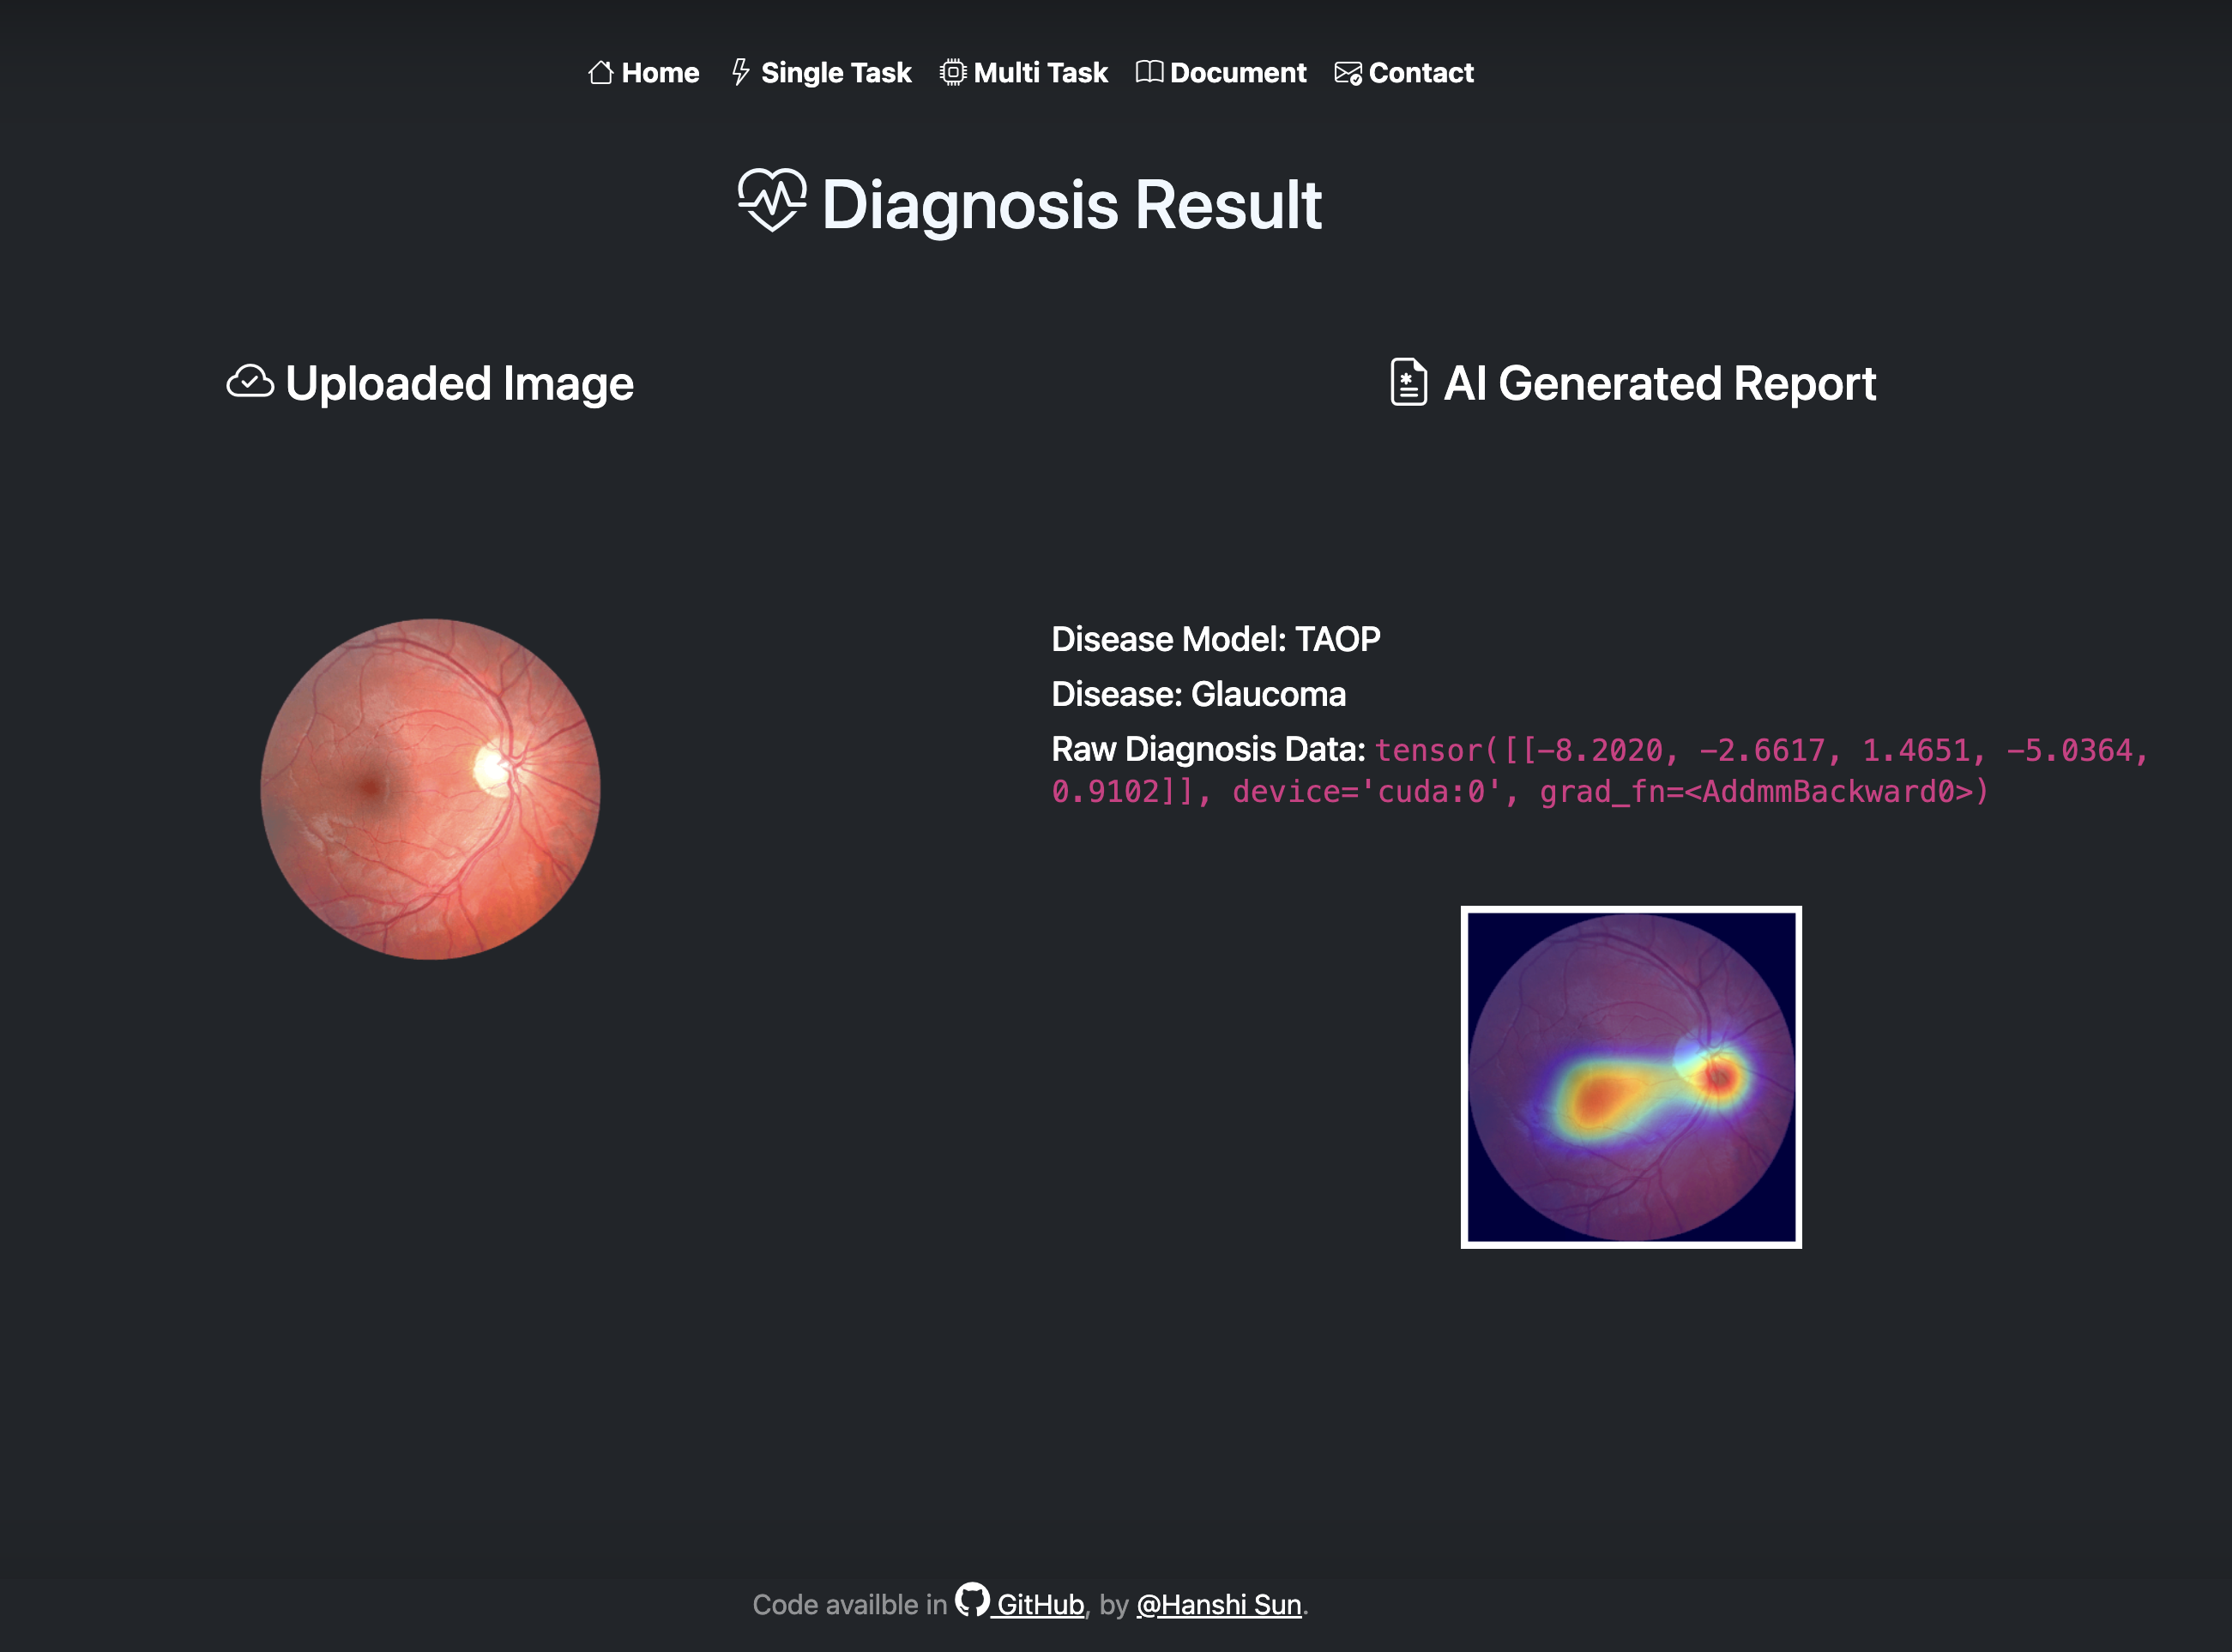 Home Single Task Multi Task Document Contact
Diagnosis Result
Uploaded Image
AI Generated Report
Disease Model: TAOP
Disease: Glaucoma
Raw Diagnosis Data: tensor([[-8.2020, -2.6617, 1.4651, -5.0364,
0.9102]], device='cuda:0', grad_fn=<AddmmBackward0>)
Code availble in GitHub, by @Hanshi Sun.